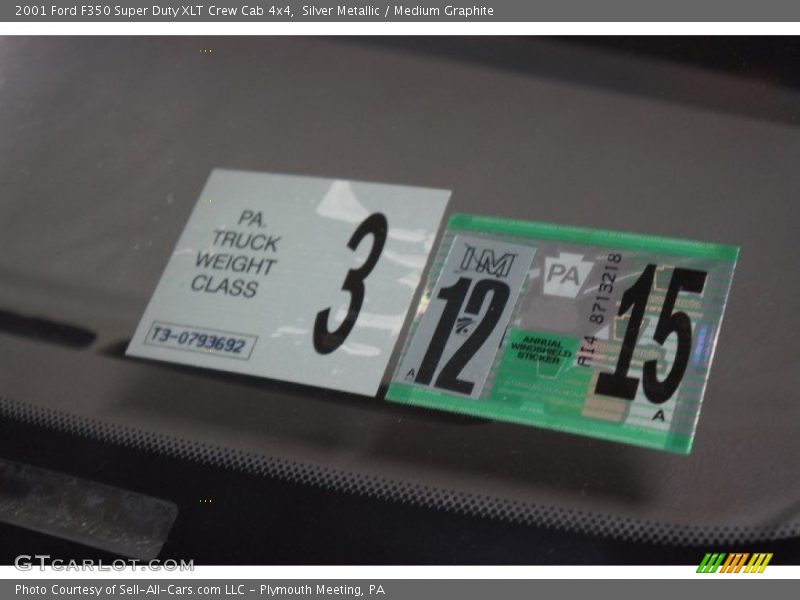 2001 Ford F350 Super Duty XLT Crew Cab 4x4,  Silver Metallic / Medium Graphite
PA.
TRUCK
WEIGHT
CLASS
3
T3-0793692
IM
12
A
PA
ANNUAL
WINDSHIELD
STICKER
AI4 8713218
15
A
GTcarlot.com
Photo Courtesy of Sell-All-Cars.com LLC - Plymouth Meeting, PA